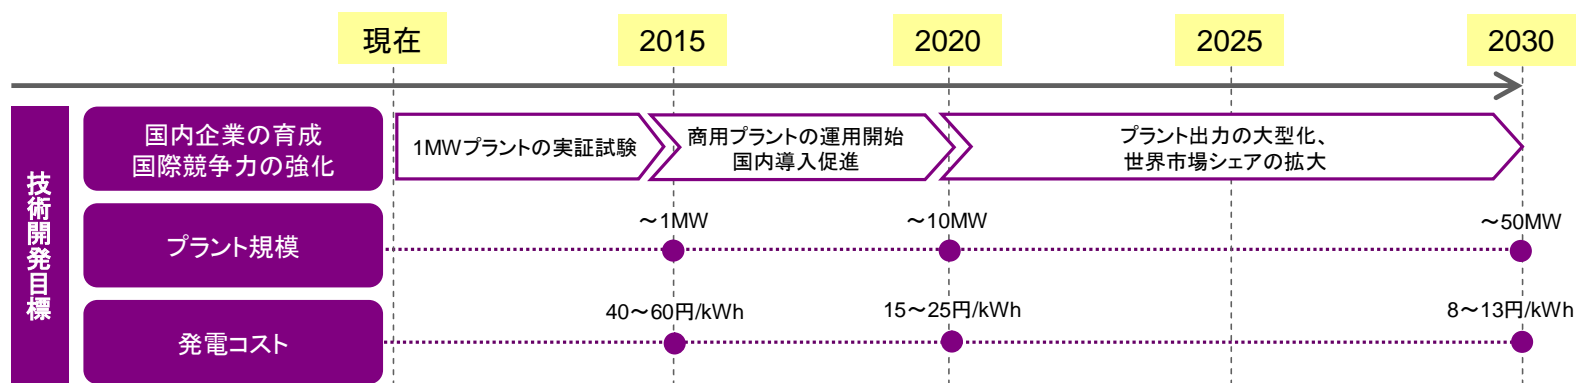 現在
2015
2020
2025
2030
技術開発目標
国内企業の育成
国際競争力の強化
1MWプラントの実証試験
商用プラントの運用開始
国内導入促進
プラント出力の大型化、
世界市場シェアの拡大
プラント規模
～1MW
～10MW
～50MW
発電コスト
40～60円/kWh
15～25円/kWh
8～13円/kWh